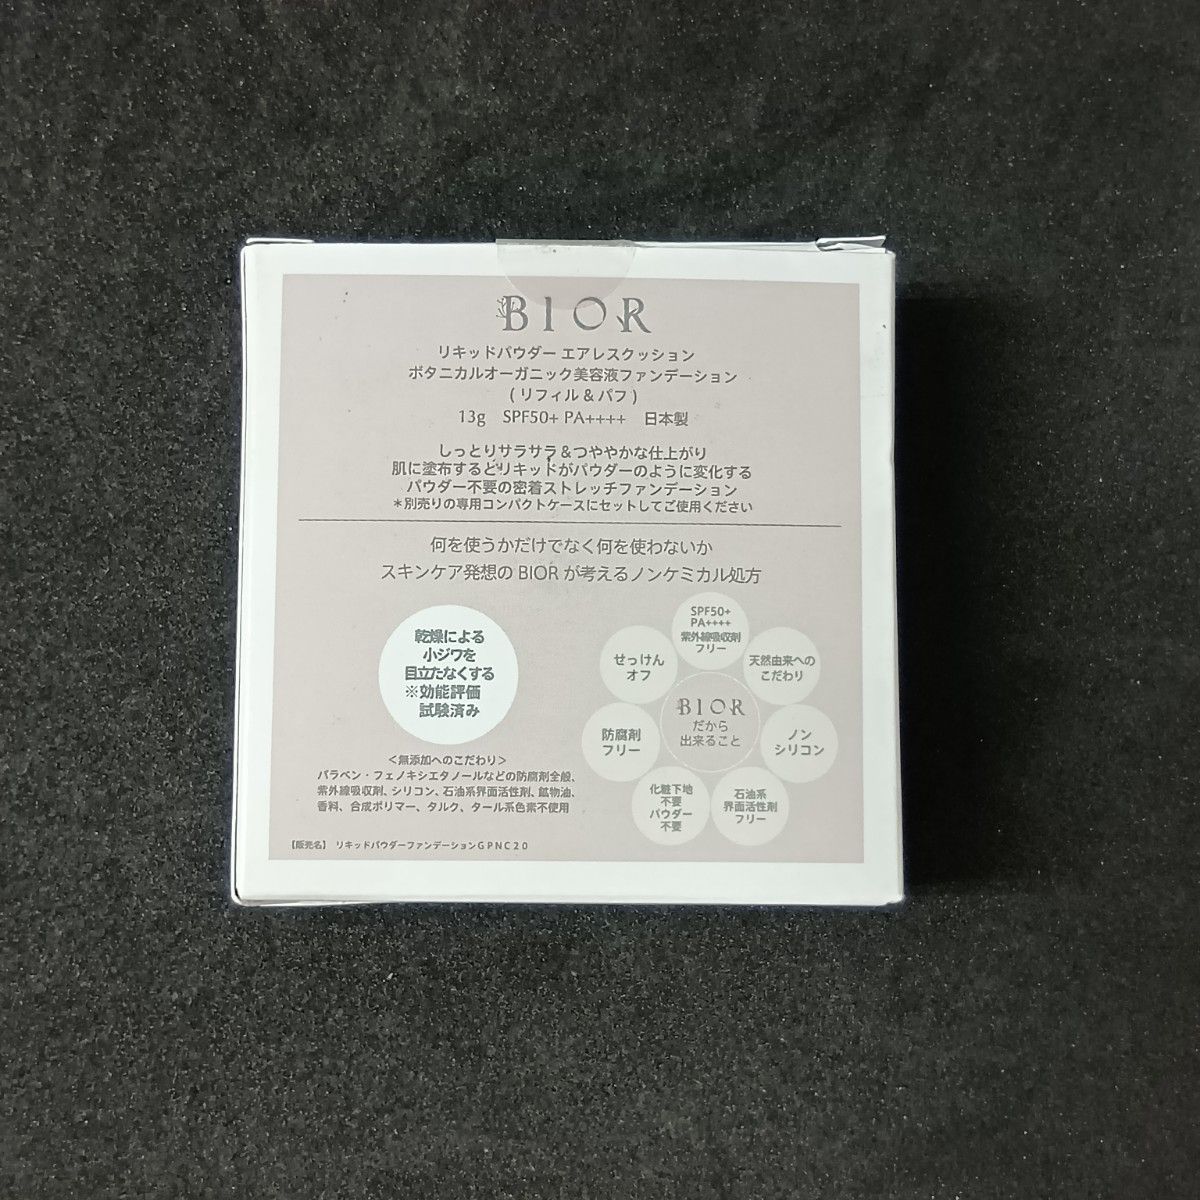 BIOR
リキッドパウダー エアレスクッション
ボタニカルオーガニック美容液ファンデーション
(リフィル&パフ)
13g SPF50+ PA++++ 日本製
しっとりサラサラ&つややかな仕上がり
肌に塗布するとリキッドがパウダーのように変化する
パウダー不要の密着ストレッチファンデーション
*別売りの専用コンパクトケースにセットしてご使用ください
何を使うかだけでなく何を使わないか
スキンケア発想のBIORが考えるノンケミカル処方
乾燥による
小ジワを
目立たなくする
※効能評価
試験済み
<無添加へのこだわり>
パラベン・フェノキシエタノールなどの防腐剤全般、
紫外線吸収剤、シリコン、石油系界面活性剤、鉱物油、
香料、合成ポリマー、タルク、タール系色素不使用
SPF50+
PA++++
紫外線吸収剤
フリー
天然由来への
こだわり
ノン
シリコン
石油系
界面活性剤
フリー
化粧下地
不要
パウダー
不要
防腐剤
フリー
せっけん
オフ
BIOR
だから
出来ること
【販売名】 リキッドパウダーファンデーションGPNC20